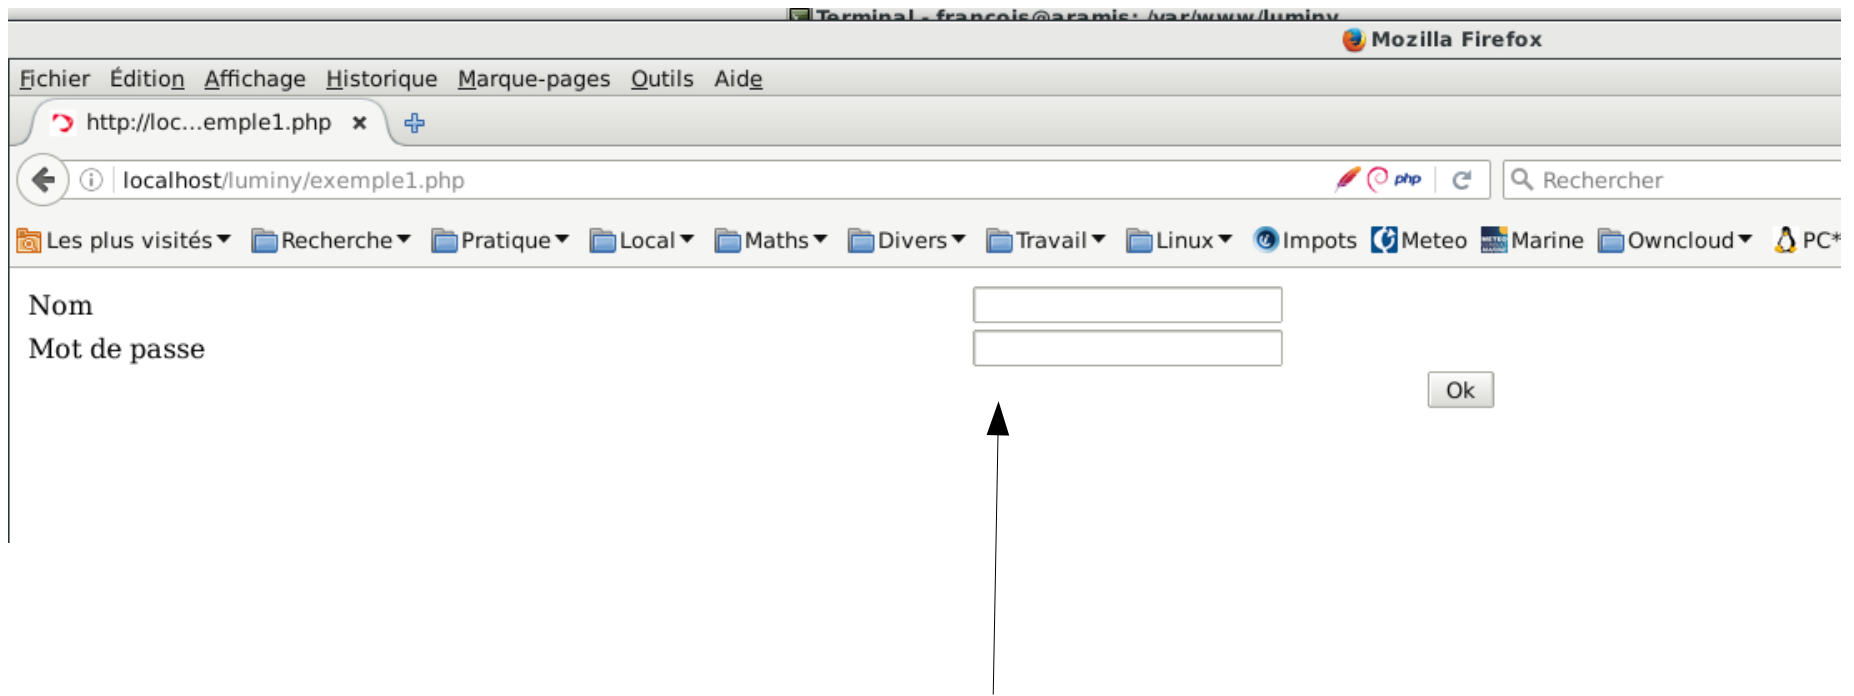 Terminal - francois@aramis: /var/www/luminy
Mozilla Firefox
Fichier Édition Affichage Historique Marque-pages Outils Aide
http://loc...emple1.php
localhost/luminy/exemple1.php php Rechercher
Les plus visités Recherche Pratique Local Maths Divers Travail Linux Impots Meteo Marine Owncloud PC*
Nom
Mot de passe
Ok